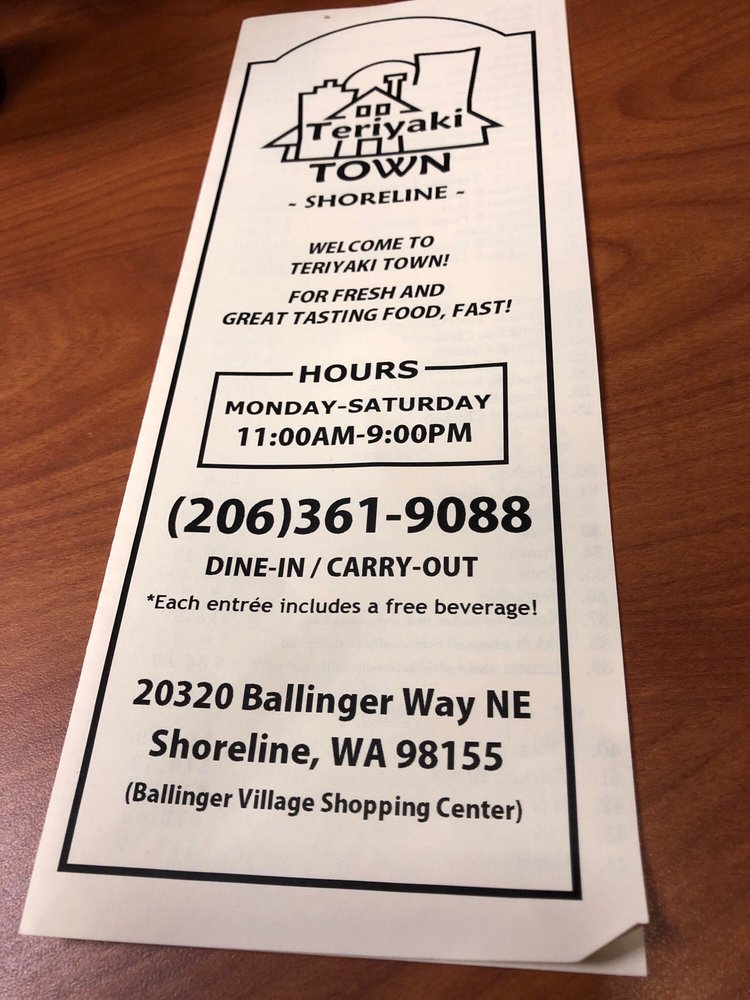 Teriyaki
TOWN
~ SHORELINE ~
WELCOME TO
TERIYAKI TOWN!
FOR FRESH AND
GREAT TASTING FOOD, FAST!
HOURS
MONDAY-SATURDAY
11:00AM-9:00PM
(206)361-9088
DINE-IN / CARRY-OUT
*Each entrée includes a free beverage!
20320 Ballinger Way NE
Shoreline, WA 98155
(Ballinger Village Shopping Center)